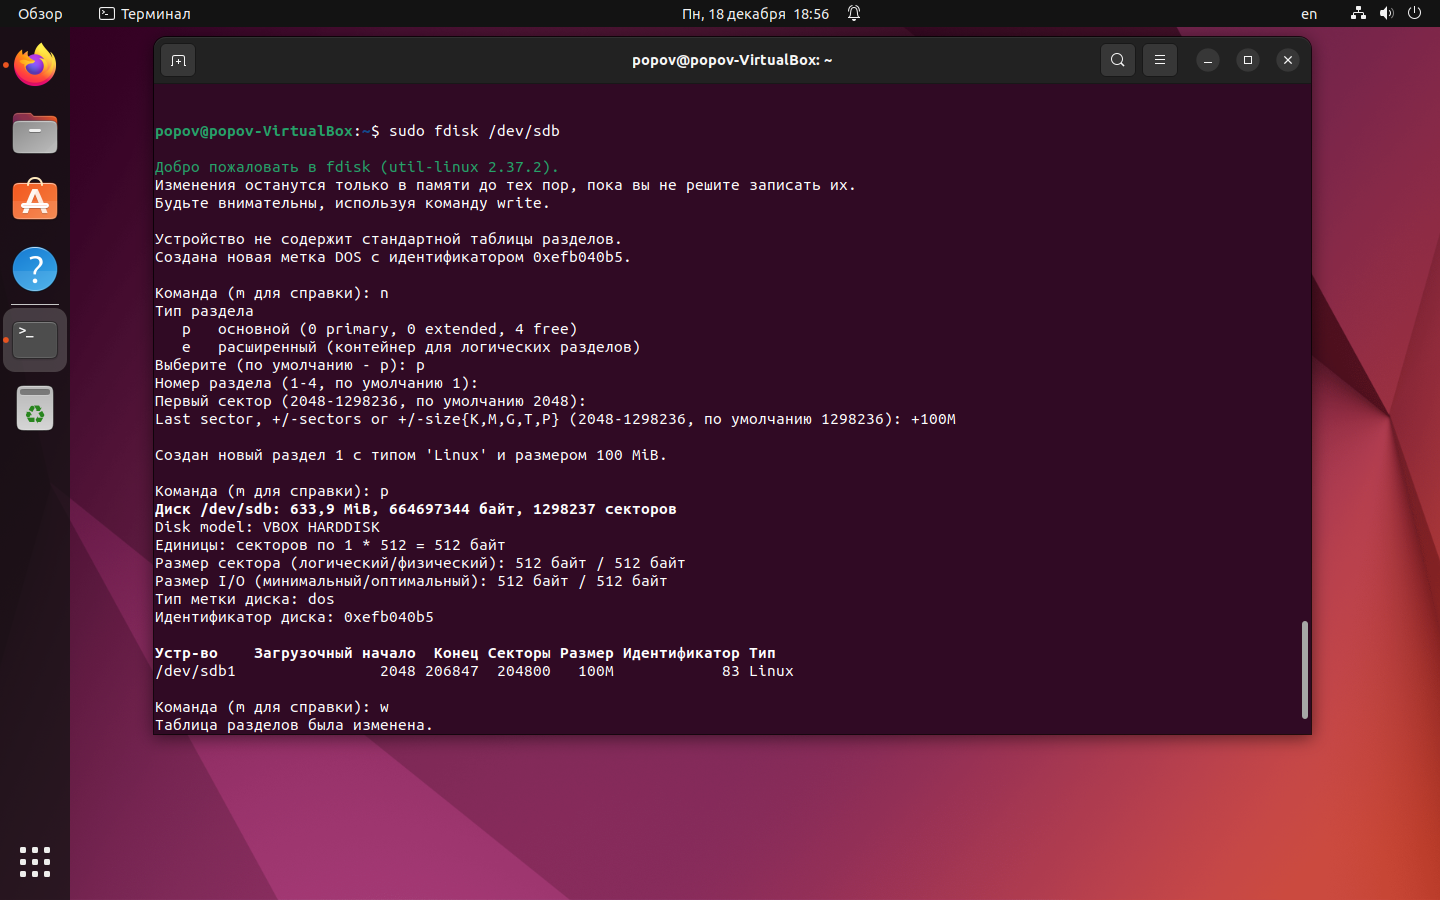 Обзор
Терминал
Пн, 18 декабря 18:56
en
popov@popov-VirtualBox: ~
popov@popov-VirtualBox:~$ sudo fdisk /dev/sdb
Добро пожаловать в fdisk (util-linux 2.37.2).
Изменения останутся только в памяти до тех пор, пока вы не решите записать их.
Будьте внимательны, используя команду write.
Устройство не содержит стандартной таблицы разделов.
Создана новая метка DOS с идентификатором 0xefb040b5.
Команда (m для справки): n
Тип раздела
p основной (0 primary, 0 extended, 4 free)
e расширенный (контейнер для логических разделов)
Выберите (по умолчанию - p): p
Номер раздела (1-4, по умолчанию 1):
Первый сектор (2048-1298236, по умолчанию 2048):
Last sector, +/-sectors or +/-size{K,M,G,T,P} (2048-1298236, по умолчанию 1298236): +100M
Создан новый раздел 1 с типом 'Linux' и размером 100 MiB.
Команда (m для справки): p
Диск /dev/sdb: 633,9 MiB, 664697344 байт, 1298237 секторов
Disk model: VBOX HARDDISK
Единицы: секторов по 1 * 512 = 512 байт
Размер сектора (логический/физический): 512 байт / 512 байт
Размер I/O (минимальный/оптимальный): 512 байт / 512 байт
Тип метки диска: dos
Идентификатор диска: 0xefb040b5
Устр-во Загрузочный начало Конец Секторы Размер Идентификатор Тип
/dev/sdb1 2048 206847 204800 100M 83 Linux
Команда (m для справки): w
Таблица разделов была изменена.